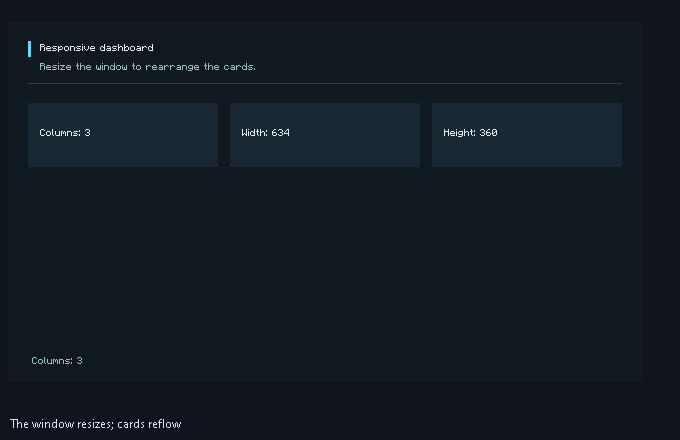 Responsive dashboard
Resize the window to rearrange the cards.
Columns: 3
Width: 634
Height: 360
Columns: 3
The window resizes; cards reflow